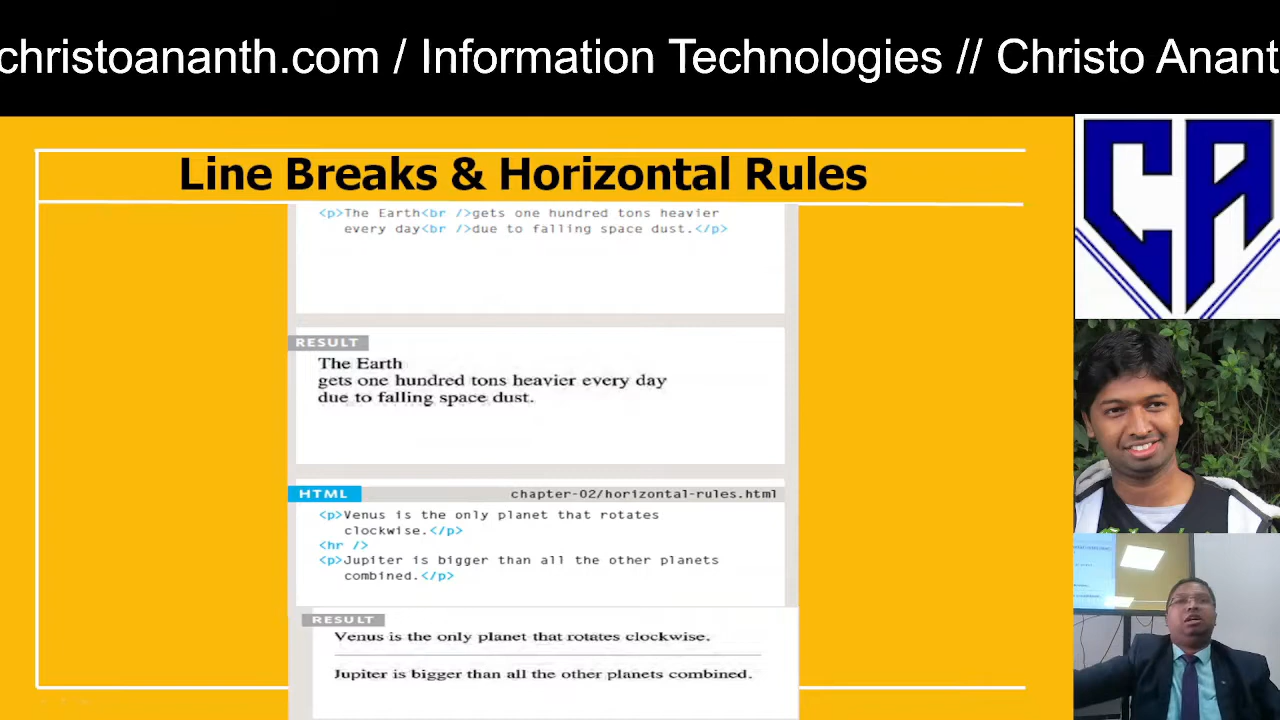 christoananth.com / Information Technologies // Christo Anant
Line Breaks & Horizontal Rules
<p>The Earth<br />gets one hundred tons heavier
every day<br />due to falling space dust.</p>
RESULT
The Earth
gets one hundred tons heavier every day
due to falling space dust.
HTML chapter-02/horizontal-rules.html
<p>Venus is the only planet that rotates
clockwise.</p>
<hr />
<p>Jupiter is bigger than all the other planets
combined.</p>
RESULT
Venus is the only planet that rotates clockwise.
Jupiter is bigger than all the other planets combined.
CA